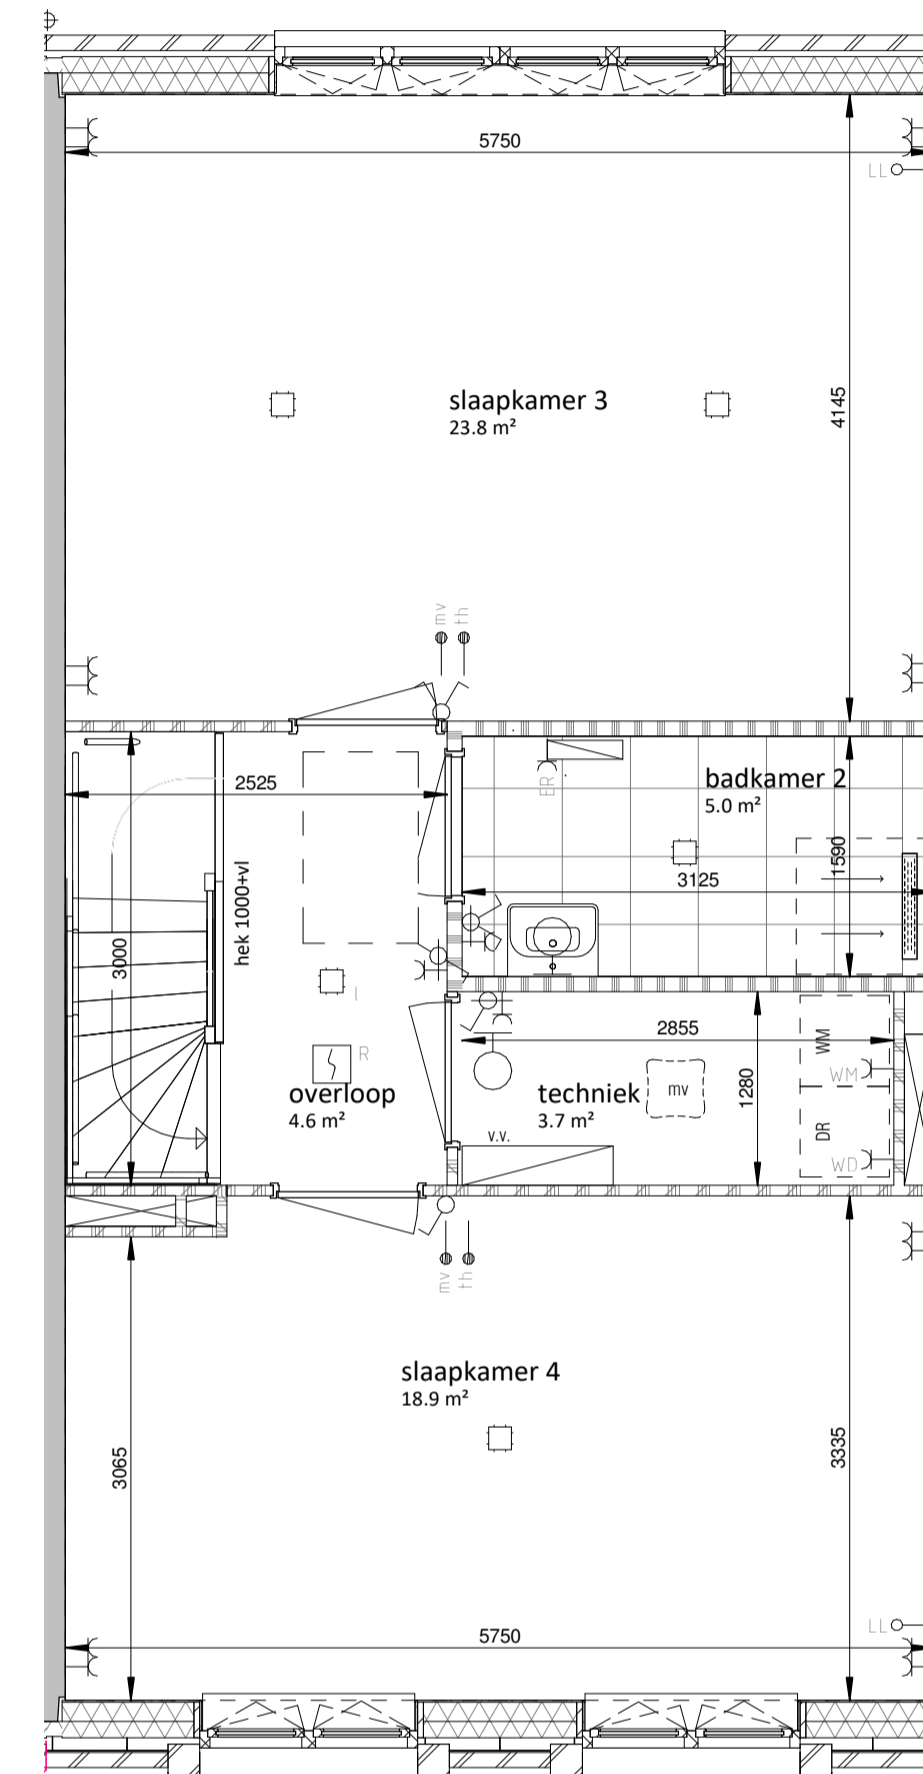 5750
LL
slaapkamer 3
23.8 m²
4145
mv
th
2525
badkamer 2
5.0 m²
ER
1590
3125
hek 1000+vl
3000
l
R
2855
WM
WM
overloop
4.6 m²
techniek
3.7 m²
mv
1280
DR
v.v.
WD
mv
th
slaapkamer 4
18.9 m²
3065
3335
LL
5750